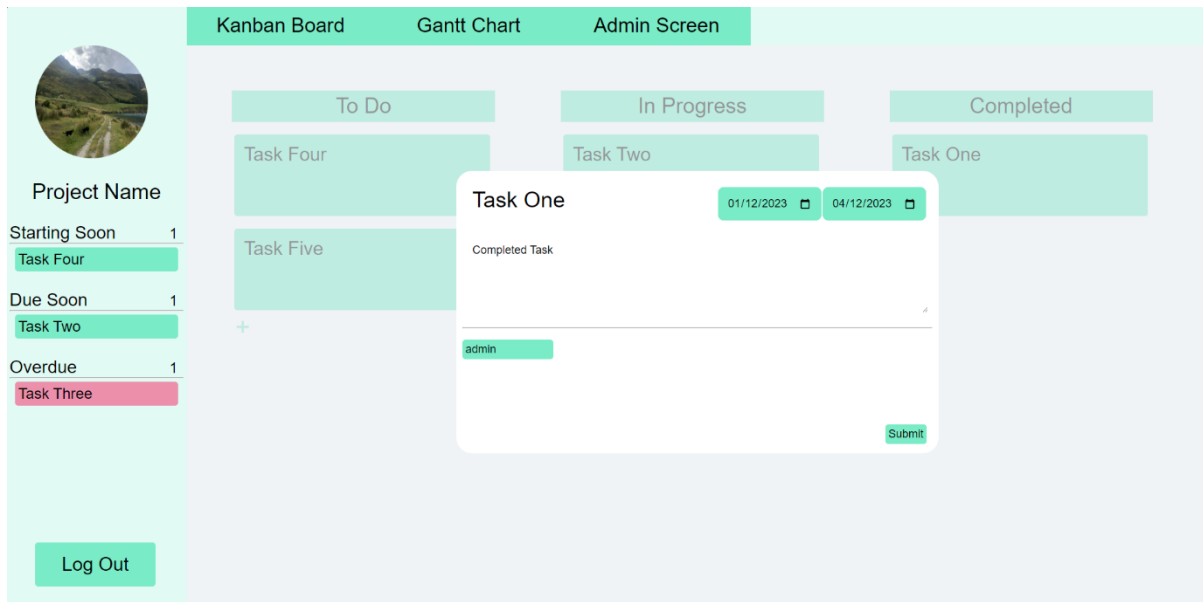 Kanban Board Gantt Chart Admin Screen
Project Name
Starting Soon 1
Task Four
Due Soon 1
Task Two
Overdue 1
Task Three
Log Out
To Do
Task Four
Task Five
+
In Progress
Task Two
Completed
Task One
Task One 01/12/2023 04/12/2023
Completed Task
admin
Submit